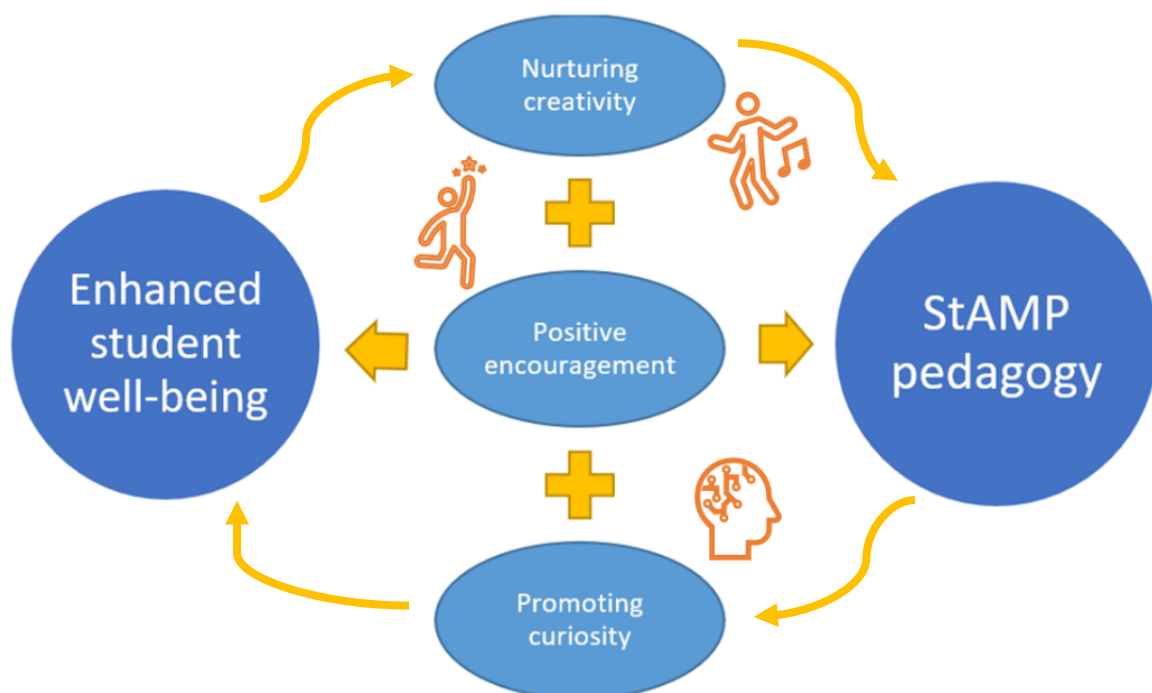 Nurturing
creativity
Enhanced
student
well-being
Positive
encouragement
StAMP
pedagogy
Promoting
curiosity